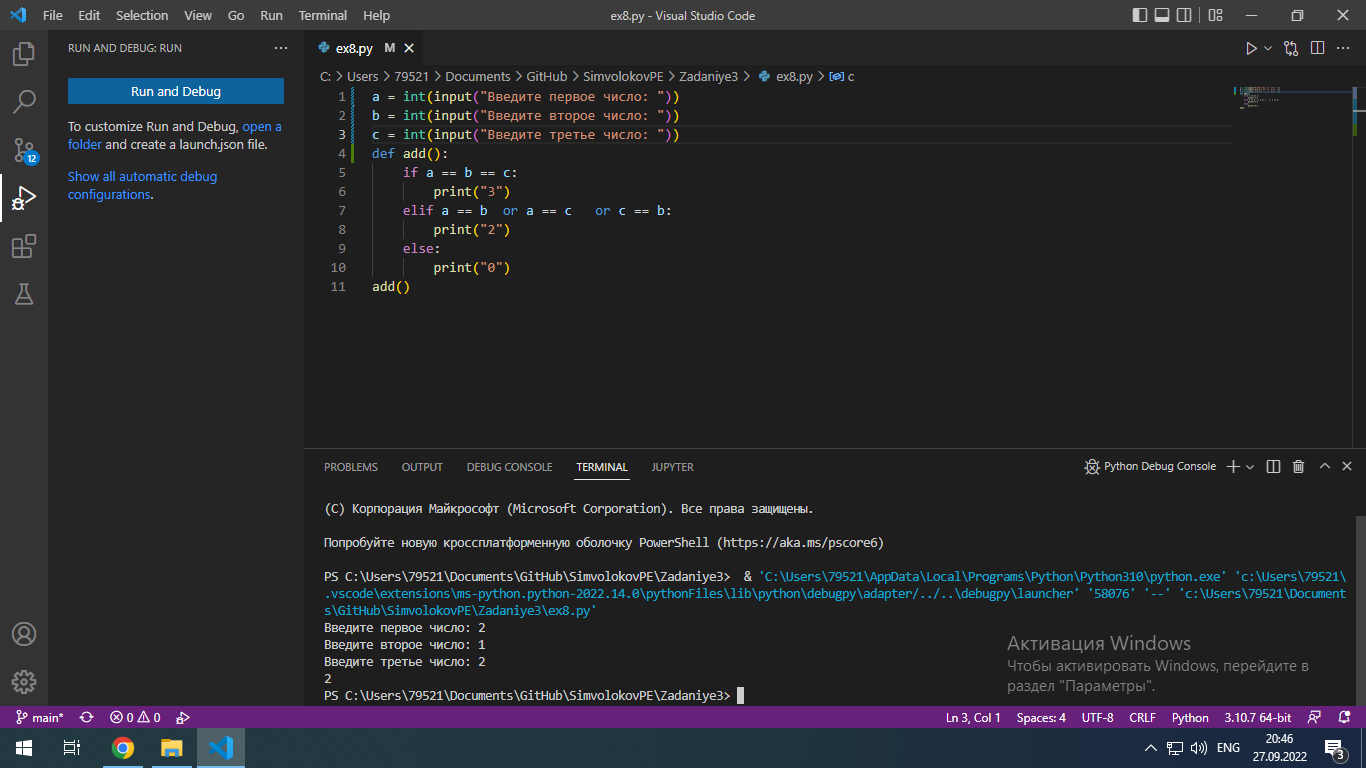 File Edit Selection View Go Run Terminal Help
ex8.py - Visual Studio Code
RUN AND DEBUG: RUN
Run and Debug
To customize Run and Debug, open a
folder and create a launch.json file.
Show all automatic debug
configurations.
12
ex8.py M
C: > Users > 79521 > Documents > GitHub > SimvolokovPE > Zadaniye3 > ex8.py > c
1 a = int(input("Введите первое число: "))
2 b = int(input("Введите второе число: "))
3 c = int(input("Введите третье число: "))
4 def add():
5 if a == b == c:
6 print("3")
7 elif a == b  or a == c   or c == b:
8 print("2")
9 else:
10 print("0")
11 add()
PROBLEMS OUTPUT DEBUG CONSOLE TERMINAL JUPYTER
Python Debug Console
(C) Корпорация Майкрософт (Microsoft Corporation). Все права защищены.
Попробуйте новую кроссплатформенную оболочку PowerShell (https://aka.ms/pscore6)
PS C:\Users\79521\Documents\GitHub\SimvolokovPE\Zadaniye3>  & 'C:\Users\79521\AppData\Local\Programs\Python\Python310\python.exe' 'c:\Users\79521\
.vscode\extensions\ms-python.python-2022.14.0\pythonFiles\lib\python\debugpy\adapter/../..\debugpy\launcher' '58076' '--' 'c:\Users\79521\Document
s\GitHub\SimvolokovPE\Zadaniye3\ex8.py'
Введите первое число: 2
Введите второе число: 1
Введите третье число: 2
2
PS C:\Users\79521\Documents\GitHub\SimvolokovPE\Zadaniye3>
Активация Windows
Чтобы активировать Windows, перейдите в
раздел "Параметры".
main* 0 0
Ln 3, Col 1 Spaces: 4 UTF-8 CRLF Python 3.10.7 64-bit
ENG
20:46
27.09.2022
3